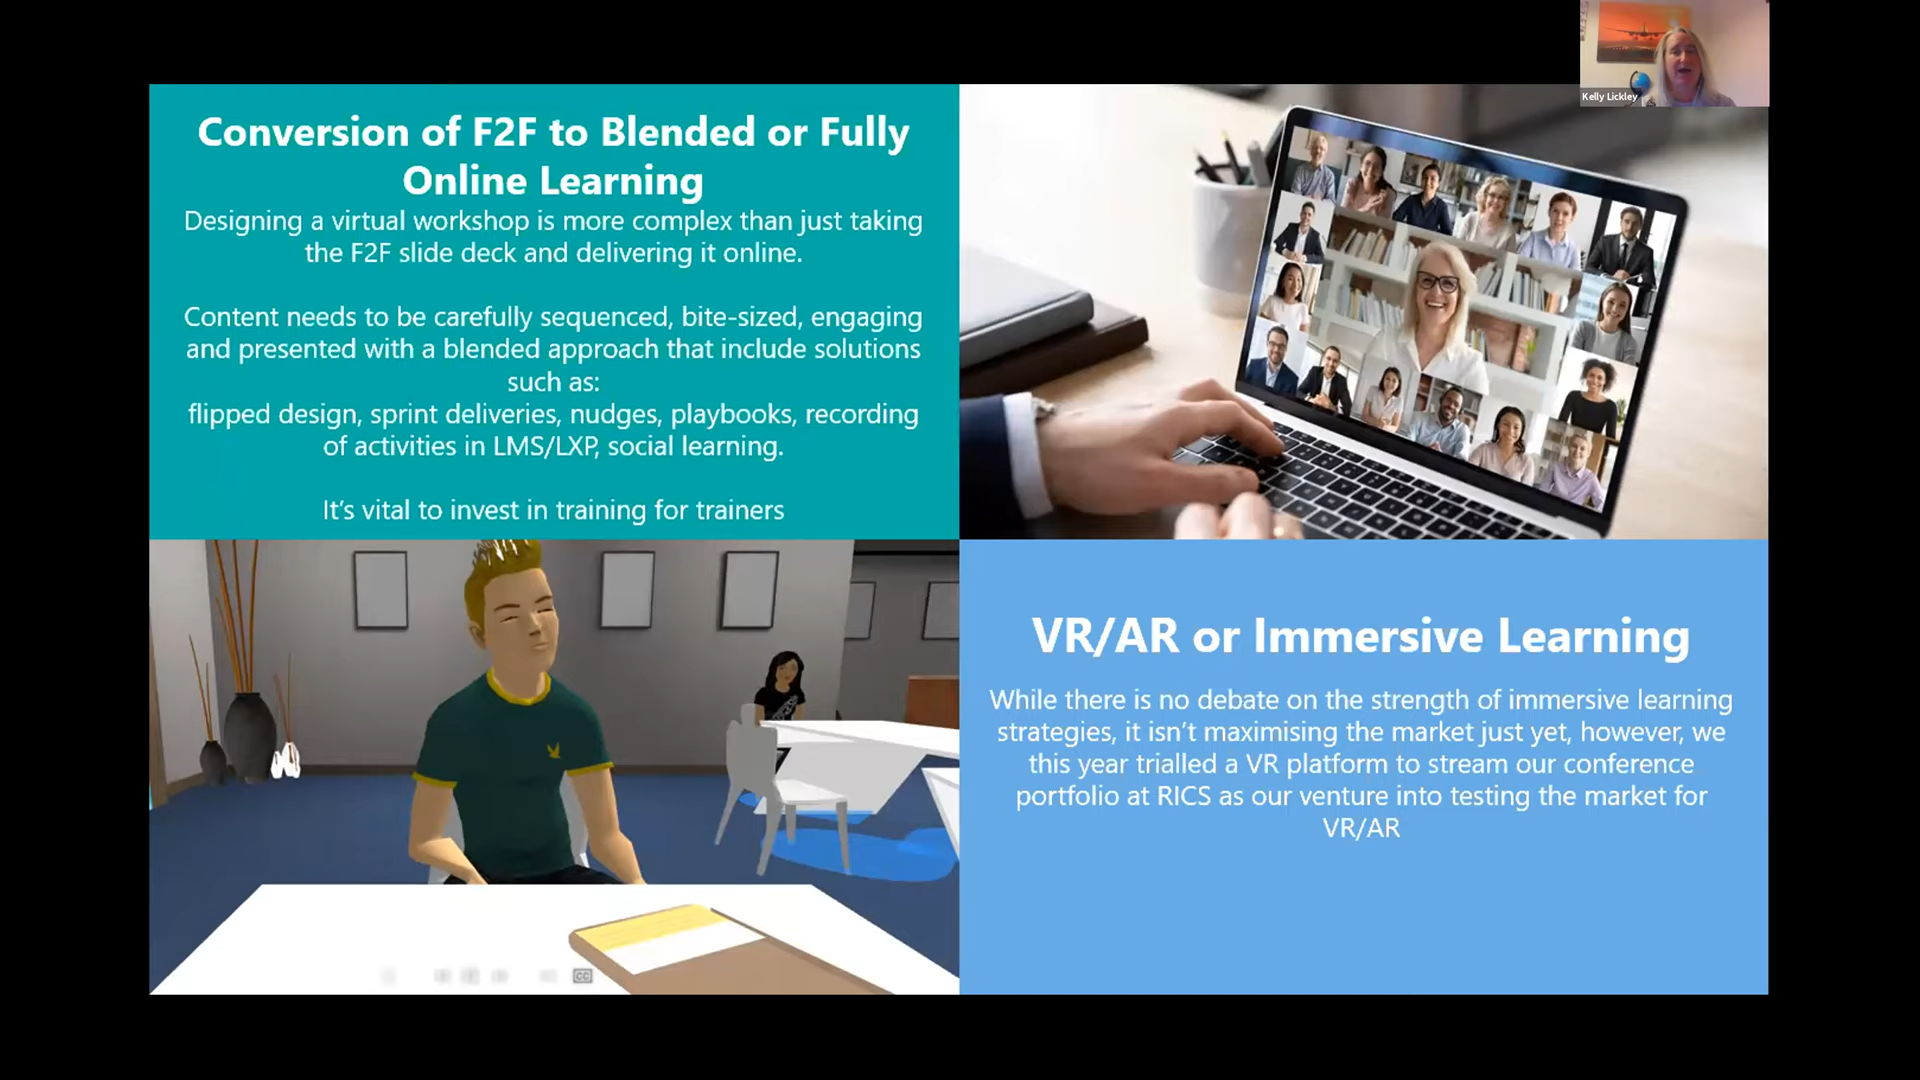 Kelly Lickley
Conversion of F2F to Blended or Fully
Online Learning
Designing a virtual workshop is more complex than just taking
the F2F slide deck and delivering it online.
Content needs to be carefully sequenced, bite-sized, engaging
and presented with a blended approach that include solutions
such as:
flipped design, sprint deliveries, nudges, playbooks, recording
of activities in LMS/LXP, social learning.
It's vital to invest in training for trainers
VR/AR or Immersive Learning
While there is no debate on the strength of immersive learning
strategies, it isn't maximising the market just yet, however, we
this year trialled a VR platform to stream our conference
portfolio at RICS as our venture into testing the market for
VR/AR
CC